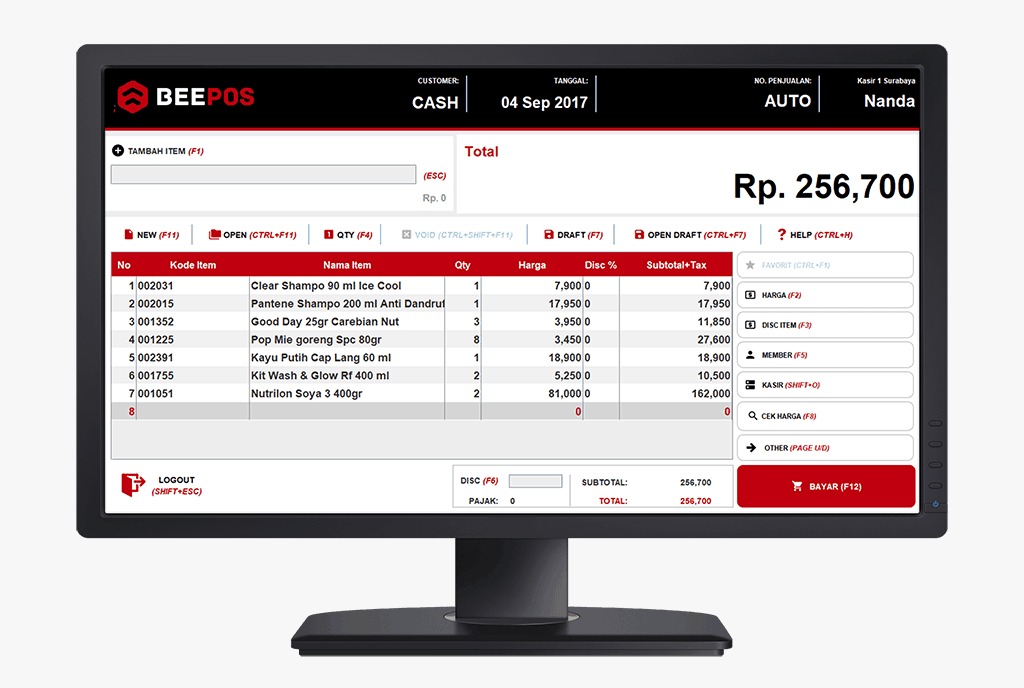 BEEPOS
CUSTOMER:
CASH
TANGGAL:
04 Sep 2017
NO. PENJUALAN:
AUTO
Kasir 1 Surabaya
Nanda
TAMBAH ITEM (F1)
(ESC)
Rp. 0
Total
Rp. 256,700
NEW (F11) OPEN (CTRL+F11) 1 QTY (F4) VOID (CTRL+SHIFT+F11) DRAFT (F7) OPEN DRAFT (CTRL+F7) ? HELP (CTRL+H)
No Kode Item Nama Item Qty Harga Disc % Subtotal+Tax
1 002031 Clear Shampo 90 ml Ice Cool 1 7,900 0 7,900
2 002015 Pantene Shampo 200 ml Anti Dandruf 1 17,950 0 17,950
3 001352 Good Day 25gr Carebian Nut 3 3,950 0 11,850
4 001225 Pop Mie goreng Spc 80gr 8 3,450 0 27,600
5 002391 Kayu Putih Cap Lang 60 ml 1 18,900 0 18,900
6 001755 Kit Wash & Glow Rf 400 ml 2 5,250 0 10,500
7 001051 Nutrilon Soya 3 400gr 2 81,000 0 162,000
8 0 0
FAVORIT (CTRL+F1)
HARGA (F2)
DISC ITEM (F3)
MEMBER (F5)
KASIR (SHIFT+O)
CEK HARGA (F8)
OTHER (PAGE U/D)
LOGOUT
(SHIFT+ESC)
DISC (F6)
PAJAK: 0
SUBTOTAL: 256,700
TOTAL: 256,700
BAYAR (F12)